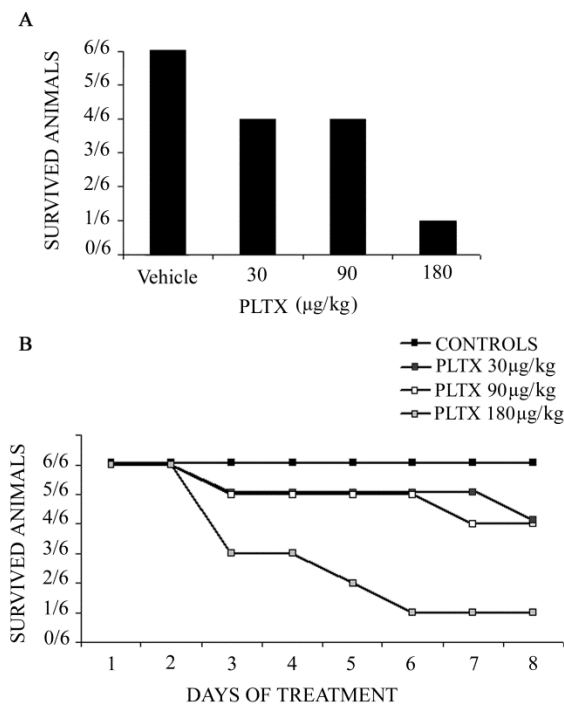 A
SURVIVED ANIMALS
6/6
5/6
4/6
3/6
2/6
1/6
0/6
Vehicle 30 90 180
PLTX (µg/kg)
B
CONTROLS
PLTX 30µg/kg
PLTX 90µg/kg
PLTX 180µg/kg
SURVIVED ANIMALS
6/6
5/6
4/6
3/6
2/6
1/6
0/6
1 2 3 4 5 6 7 8
DAYS OF TREATMENT